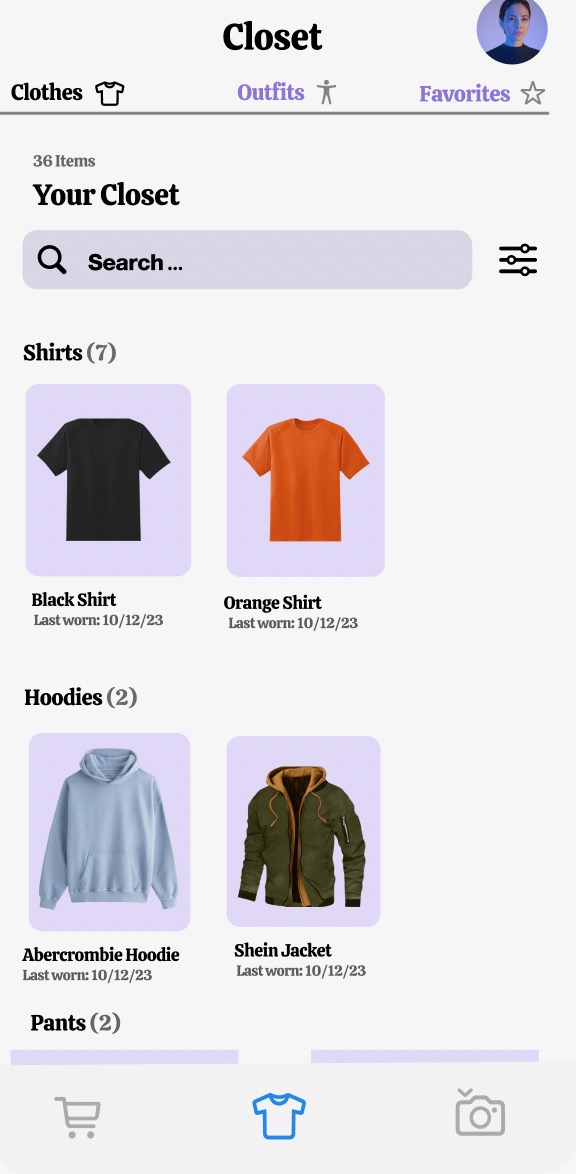 Closet
Clothes
Outfits
Favorites
36 Items
Your Closet
Search ...
Shirts (7)
Black Shirt
Last worn: 10/12/23
Orange Shirt
Last worn: 10/12/23
Hoodies (2)
Abercrombie Hoodie
Last worn: 10/12/23
Shein Jacket
Last worn: 10/12/23
Pants (2)